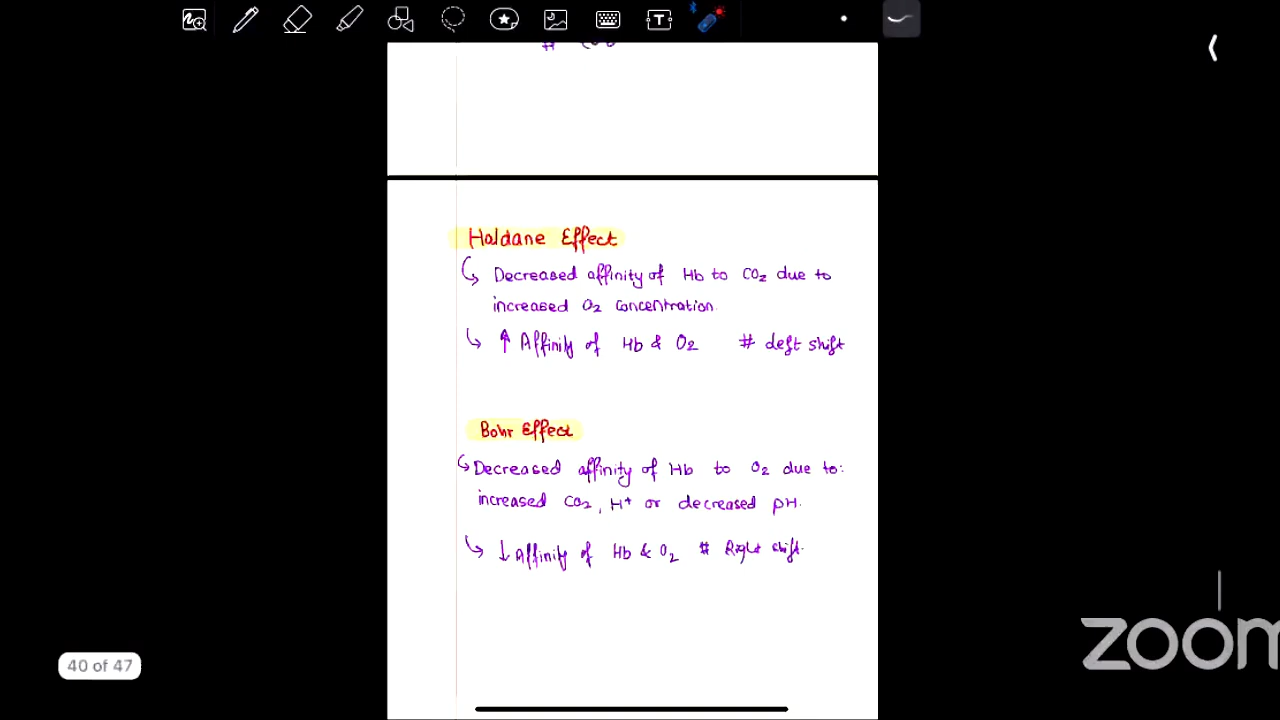 Haldane Effect
Decreased affinity of Hb to CO2 due to
increased O2 concentration.
↑ Affinity of Hb & O2 # Left shift
Bohr Effect
Decreased affinity of Hb to O2 due to:
increased CO2, H+ or decreased pH.
↓ Affinity of Hb & O2 # Right shift.
40 of 47
zoom